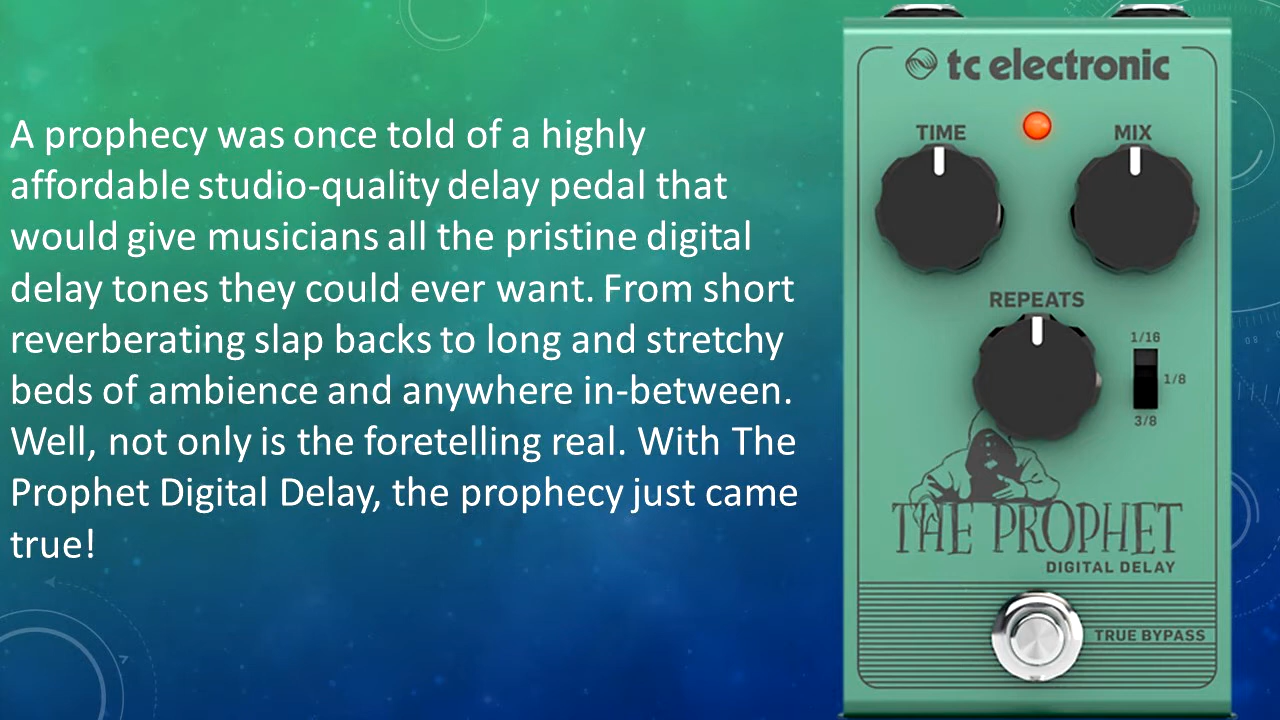 A prophecy was once told of a highly
affordable studio-quality delay pedal that
would give musicians all the pristine digital
delay tones they could ever want. From short
reverberating slap backs to long and stretchy
beds of ambience and anywhere in-between.
Well, not only is the foretelling real. With The
Prophet Digital Delay, the prophecy just came
true!
tc electronic
TIME
MIX
REPEATS
1/16
1/8
3/8
THE PROPHET
DIGITAL DELAY
TRUE BYPASS